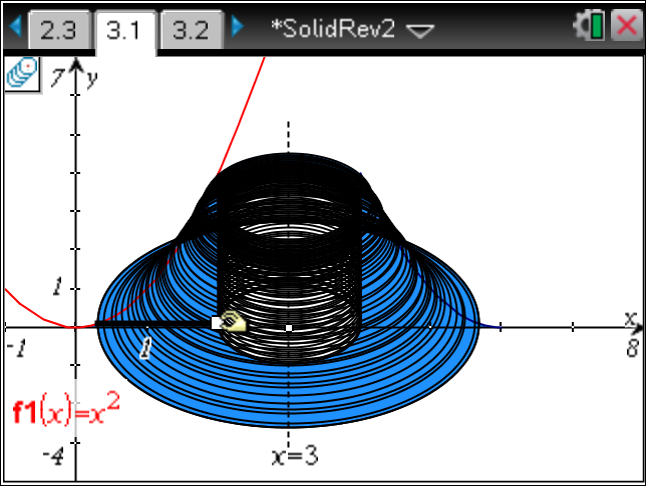 2.3 3.1 3.2 *SolidRev2
7 y
1
x
-1 1 8
f1(x)=x²
-4 x=3